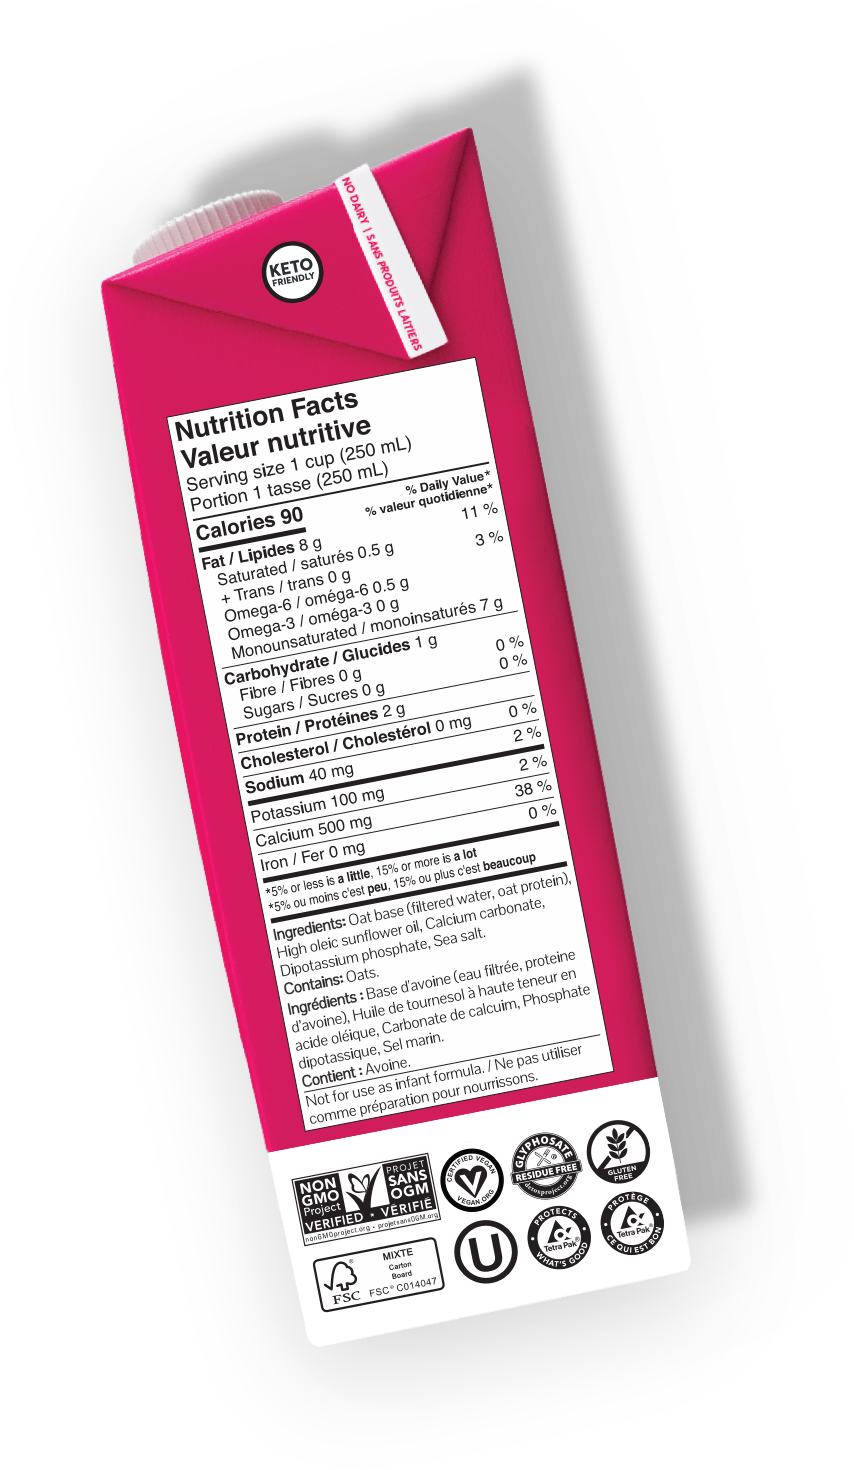 NO DAIRY | SANS PRODUITS LAITIERS
KETO
FRIENDLY
Nutrition Facts
Valeur nutritive
Serving size 1 cup (250 mL)
Portion 1 tasse (250 mL)
% Daily Value*
% valeur quotidienne*
Calories 90
Fat / Lipides 8 g 11 %
Saturated / saturés 0.5 g 3 %
+ Trans / trans 0 g
Omega-6 / oméga-6 0.5 g
Omega-3 / oméga-3 0 g
Monounsaturated / monoinsaturés 7 g
Carbohydrate / Glucides 1 g
Fibre / Fibres 0 g 0 %
Sugars / Sucres 0 g 0 %
Protein / Protéines 2 g
Cholesterol / Cholestérol 0 mg 0 %
Sodium 40 mg 2 %
Potassium 100 mg 2 %
Calcium 500 mg 38 %
Iron / Fer 0 mg 0 %
*5% or less is a little, 15% or more is a lot
*5% ou moins c'est peu, 15% ou plus c'est beaucoup
Ingredients: Oat base (filtered water, oat protein),
High oleic sunflower oil, Calcium carbonate,
Dipotassium phosphate, Sea salt.
Contains: Oats.
Ingrédients : Base d'avoine (eau filtrée, proteine
d'avoine), Huile de tournesol à haute teneur en
acide oléique, Carbonate de calcuim, Phosphate
dipotassique, Sel marin.
Contient : Avoine.
Not for use as infant formula. / Ne pas utiliser
comme préparation pour nourrissons.
NON
GMO
Project
VERIFIED
PROJET
SANS
OGM
VÉRIFIÉ
nonGMOproject.org • projetsansOGM.org
CERTIFIED VEGAN
VEGAN.ORG
GLYPHOSATE
RESIDUE FREE
detoxproject.org
GLUTEN
FREE
FSC
MIXTE
Carton
Board
FSC® C014047
U
PROTECTS
Tetra Pak®
WHAT'S GOOD
PROTÈGE
Tetra Pak®
CE QUI EST BON